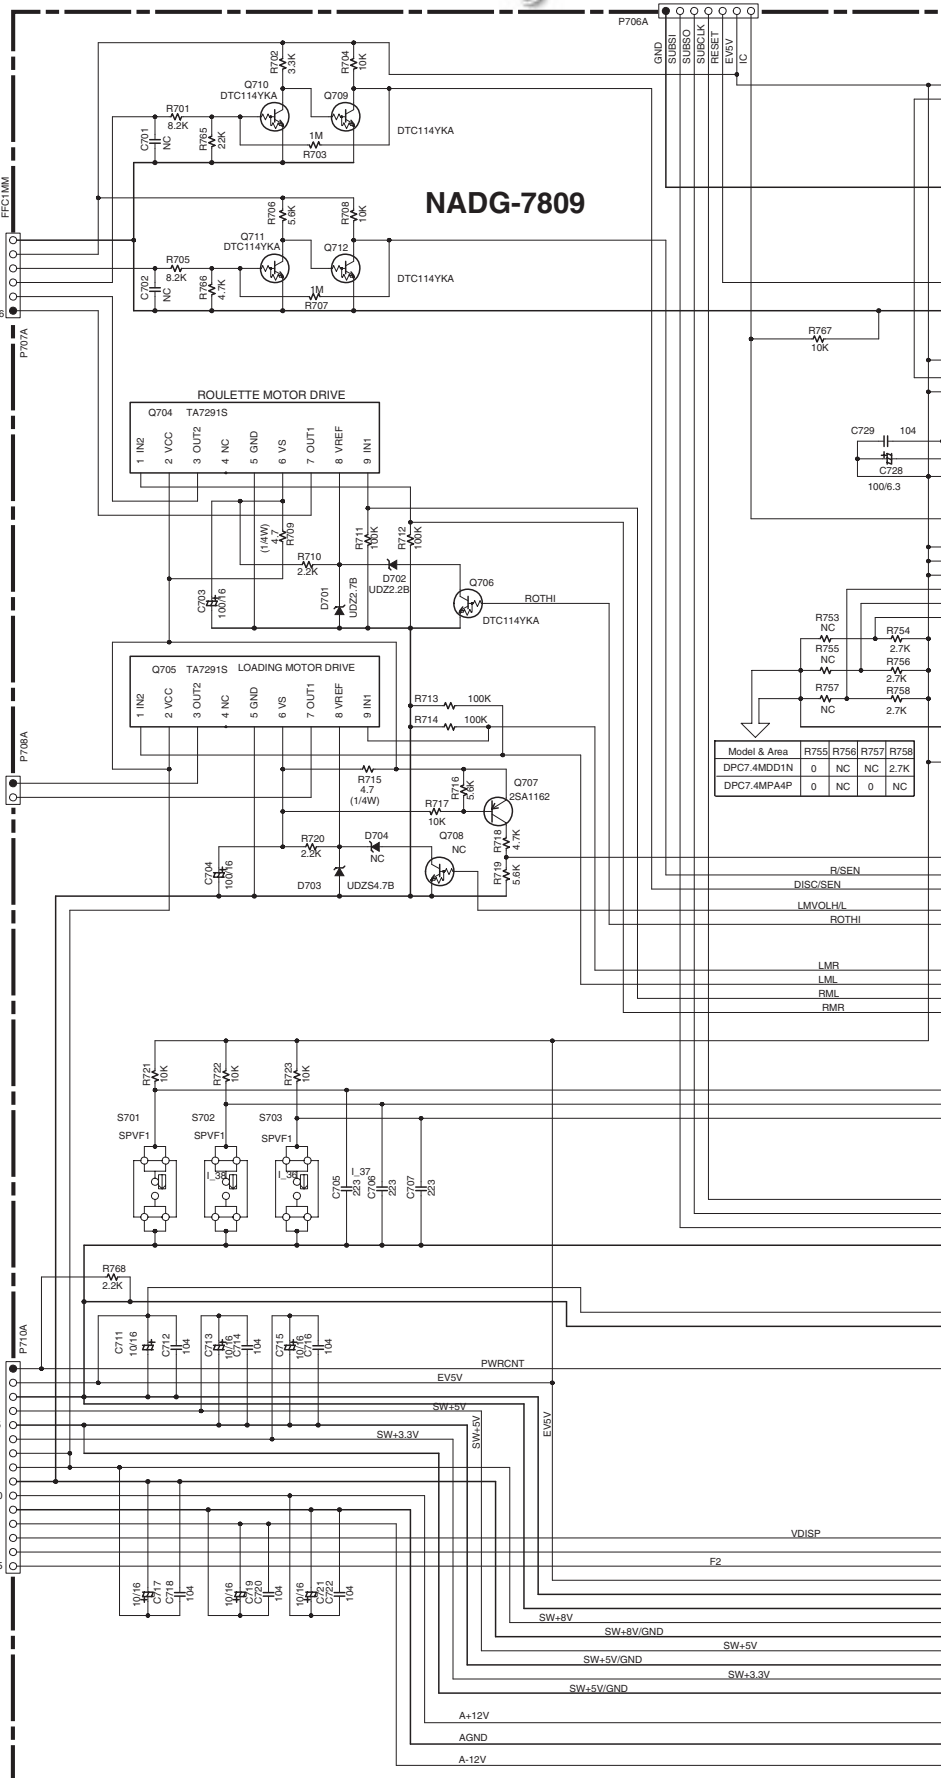 P706A
GND
SUBSI
SUBSO
SUBCLK
RESET
EV5V
IC
R702
3.3K
R704
10K
Q710
DTC114YKA
Q709
DTC114YKA
R701
8.2K
C701
NC
R765
22K
1M
R703
FFC1MM
NADG-7809
R706
5.6K
R708
10K
Q711
DTC114YKA
Q712
DTC114YKA
R705
8.2K
C702
NC
R766
4.7K
1M
R707
P707A
R767
10K
ROULETTE MOTOR DRIVE
Q704 TA7291S
1 IN2
2 VCC
3 OUT2
4 NC
5 GND
6 VS
7 OUT1
8 VREF
9 IN1
C729 104
C728
100/6.3
(1/4W)
4.7
R709
R711
100K
R712
100K
R710
2.2K
C703
100/16
D701
UDZ2.7B
D702
UDZ2.2B
Q706
DTC114YKA
ROTHI
R753
NC
R754
2.7K
R755
NC
R756
2.7K
R757
NC
R758
2.7K
Q705 TA7291S LOADING MOTOR DRIVE
1 IN2
2 VCC
3 OUT2
4 NC
5 GND
6 VS
7 OUT1
8 VREF
9 IN1
R713 100K
R714 100K
P708A
Model & Area R755 R756 R757 R758
DPC7.4MDD1N 0 NC NC 2.7K
DPC7.4MPA4P 0 NC 0 NC
R715
4.7
(1/4W)
R716
5.6K
R717
10K
Q707
2SA1162
R718
4.7K
R719
5.6K
R720
2.2K
D704
NC
Q708
NC
C704
100/16
D703 UDZS4.7B
R/SEN
DISC/SEN
LMVOLH/L
ROTHI
LMR
LML
RML
RMR
R721
10K
R722
10K
R723
10K
S701
SPVF1
S702
SPVF1
S703
SPVF1
I_37
C705
223
C706
223
C707
223
R768
2.2K
P710A
C711
10/16
C712
104
C713
10/16
C714
104
C715
10/16
C716
104
PWRCNT
EV5V
SW+5V
SW+3.3V
SW+5V
EV5V
VDISP
F2
10/16
C717
C718
104
10/16
C719
C720
104
10/16
C721
C722
104
SW+8V
SW+8V/GND
SW+5V
SW+5V/GND
SW+3.3V
SW+5V/GND
A+12V
AGND
A-12V